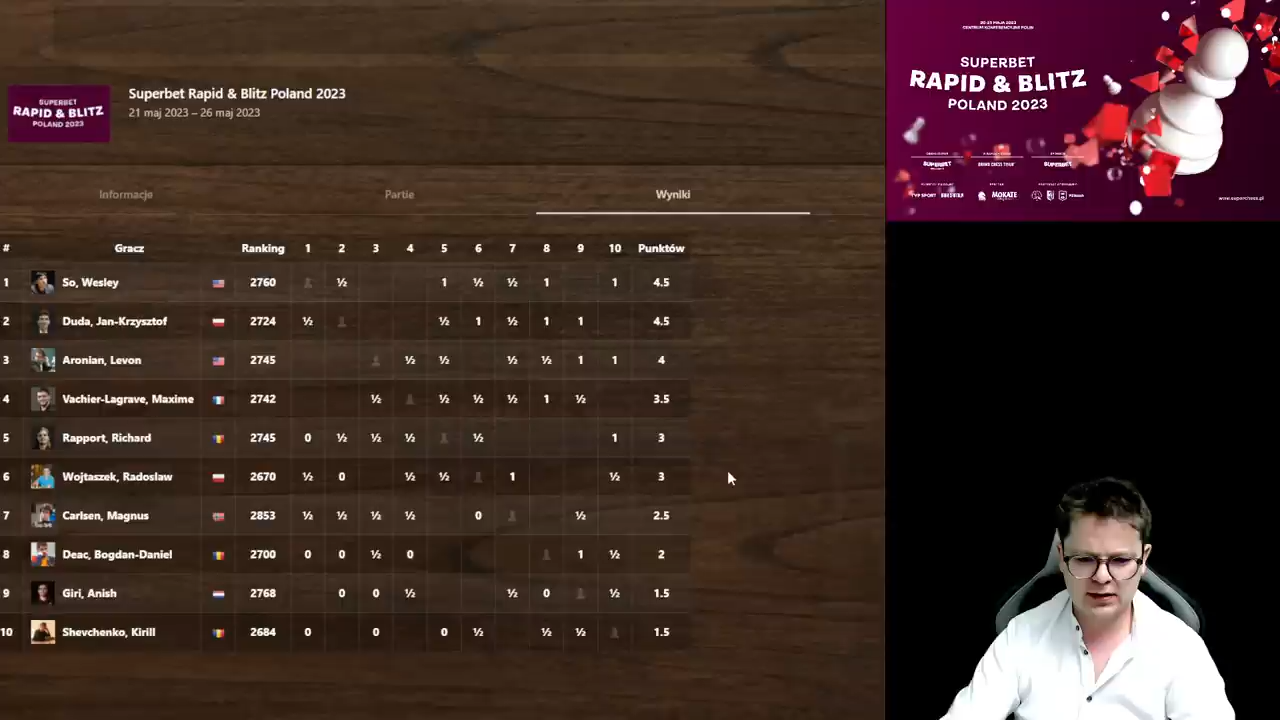 Superbet Rapid & Blitz Poland 2023
21 maj 2023 – 26 maj 2023
SUPERBET
RAPID & BLITZ
POLAND 2023
Informacje Partie Wyniki
# Gracz Ranking 1 2 3 4 5 6 7 8 9 10 Punktów
1 So, Wesley 2760 ½ 1 ½ ½ 1 1 4.5
2 Duda, Jan-Krzysztof 2724 ½ ½ 1 ½ 1 1 4.5
3 Aronian, Levon 2745 ½ ½ ½ ½ 1 1 4
4 Vachier-Lagrave, Maxime 2742 ½ ½ ½ ½ 1 ½ 3.5
5 Rapport, Richard 2745 0 ½ ½ ½ ½ 1 3
6 Wojtaszek, Radoslaw 2670 ½ 0 ½ ½ 1 ½ 3
7 Carlsen, Magnus 2853 ½ ½ ½ ½ 0 ½ 2.5
8 Deac, Bogdan-Daniel 2700 0 0 ½ 0 1 ½ 2
9 Giri, Anish 2768 0 0 ½ ½ 0 ½ 1.5
10 Shevchenko, Kirill 2684 0 0 0 ½ ½ ½ 1.5
SUPERBET
RAPID & BLITZ
POLAND 2023
SUPERBET SUPERBET
MOKATE